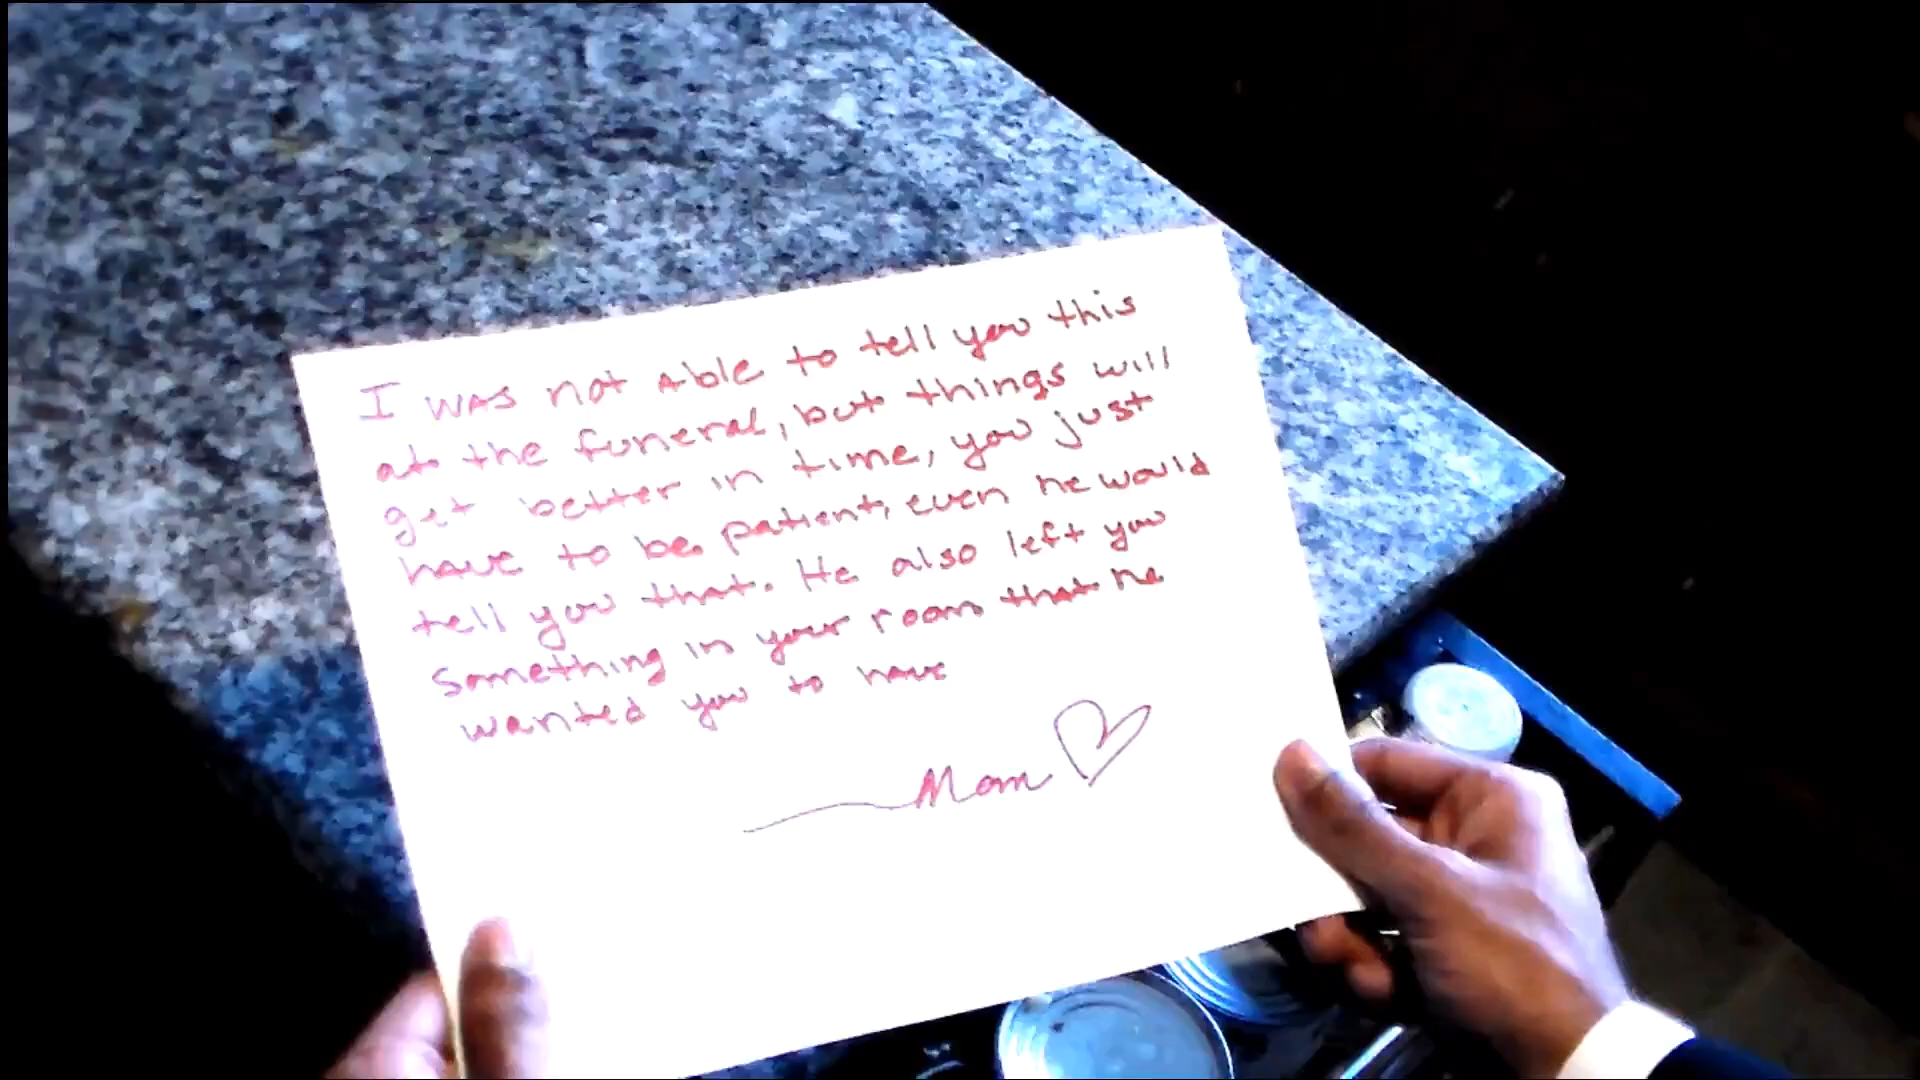 I was not able to tell you this
at the funeral, but things will
get better in time, you just
have to be patient, even he would
tell you that. He also left you
Something in your room that he
wanted you to have
Mom